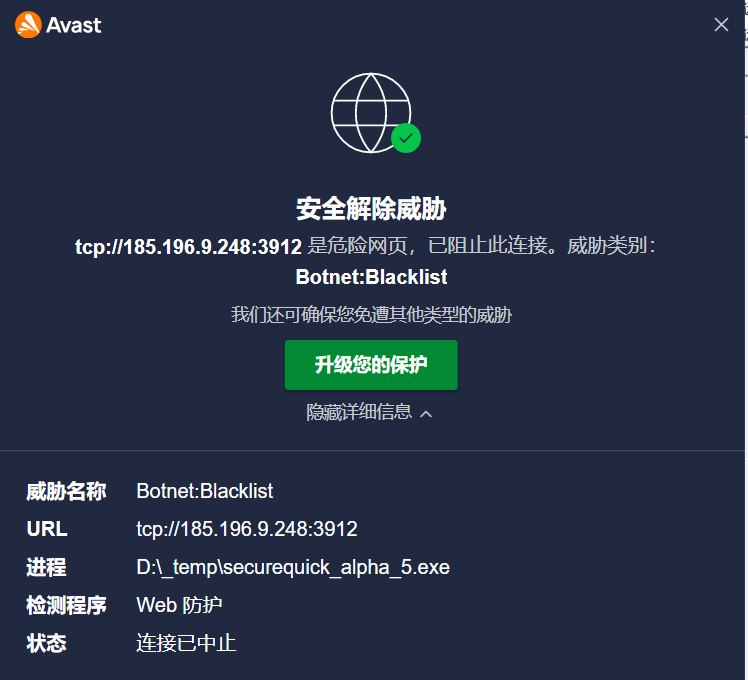 Avast
安全解除威胁
tcp://185.196.9.248:3912 是危险网页，已阻止此连接。威胁类别：
Botnet:Blacklist
我们还可确保您免遭其他类型的威胁
升级您的保护
隐藏详细信息
威胁名称 Botnet:Blacklist
URL tcp://185.196.9.248:3912
进程 D:\_temp\securequick_alpha_5.exe
检测程序 Web 防护
状态 连接已中止